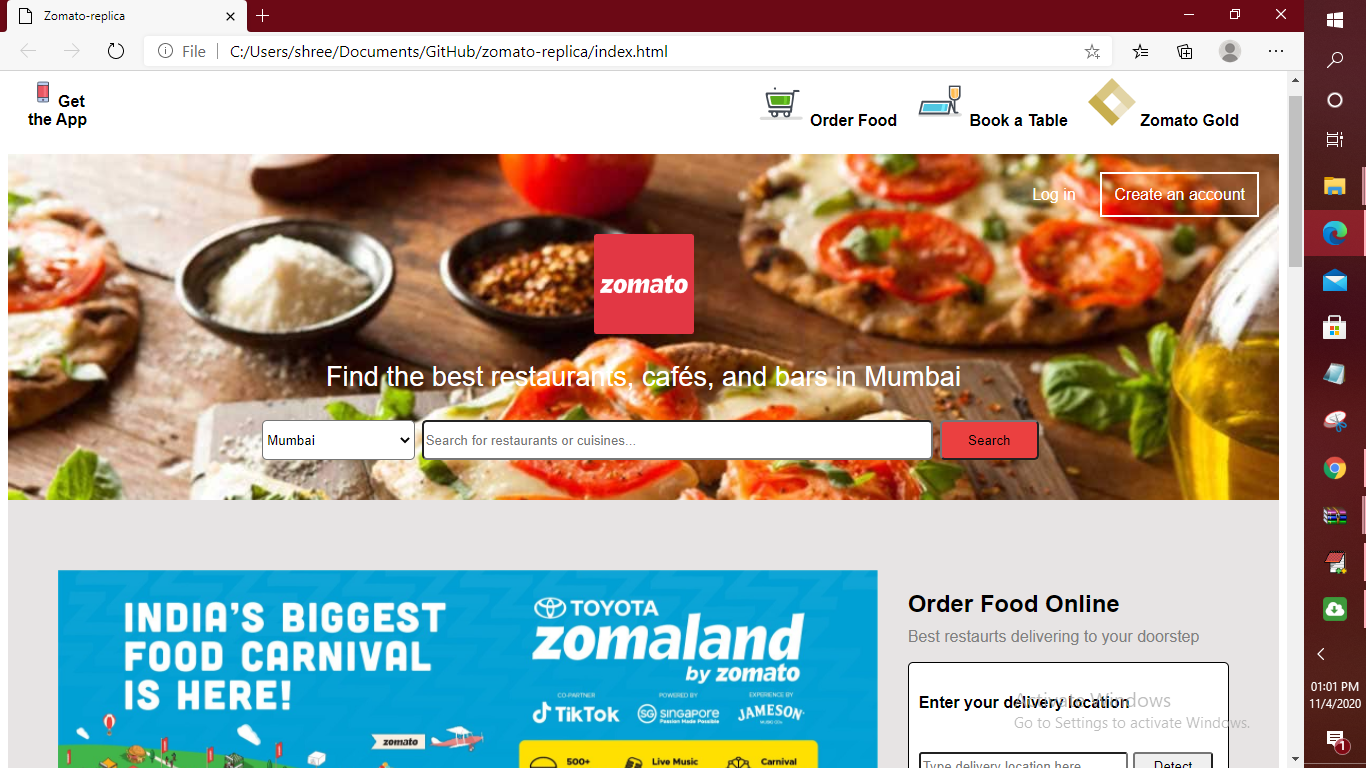 Zomato-replica
File
C:/Users/shree/Documents/GitHub/zomato-replica/index.html
Get
the App
Order Food
Book a Table
Zomato Gold
Log in
Create an account
zomato
Find the best restaurants, cafés, and bars in Mumbai
Mumbai
Search for restaurants or cuisines...
Search
INDIA'S BIGGEST
FOOD CARNIVAL
IS HERE!
TOYOTA
zomaland
by zomato
CO-PARTNER
POWERED BY
EXPERIENCE BY
TikTok
SINGAPORE
Passion Made Possible
JAMESON
zomato
500+
Live Music
Carnival
Order Food Online
Best restaurts delivering to your doorstep
Enter your delivery location
Type delivery location here
Detect
Activate Windows
Go to Settings to activate Windows.
01:01 PM
11/4/2020
1